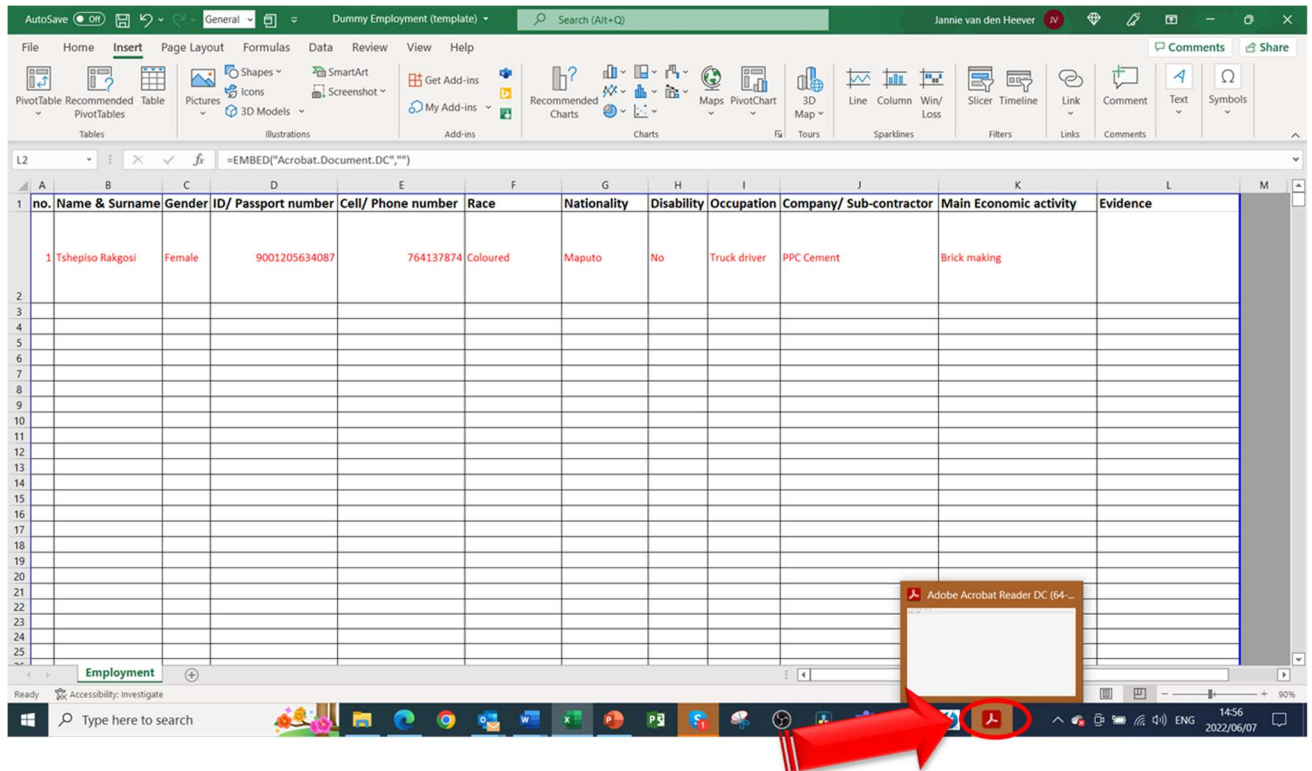 AutoSave Off General Dummy Employment (template) Search (Alt+Q) Jannie van den Heever JV
File Home Insert Page Layout Formulas Data Review View Help Comments Share
PivotTable Recommended PivotTables Table Pictures Shapes Icons 3D Models SmartArt Screenshot Get Add-ins My Add-ins Recommended Charts Maps PivotChart 3D Map Line Column Win/Loss Slicer Timeline Link Comment Text Symbols
Tables Illustrations Add-ins Charts Tours Sparklines Filters Links Comments
L2 fx =EMBED("Acrobat.Document.DC","")
A B C D E F G H I J K L M
1 no. Name & Surname Gender ID/ Passport number Cell/ Phone number Race Nationality Disability Occupation Company/ Sub-contractor Main Economic activity Evidence
1 Tshepiso Rakgosi Female 9001205634087 764137874 Coloured Maputo No Truck driver PPC Cement Brick making
2
3
4
5
6
7
8
9
10
11
12
13
14
15
16
17
18
19
20
21
22
23
24
25
Adobe Acrobat Reader DC (64-...
Employment
Ready Accessibility: Investigate 90%
Type here to search ENG 14:56
2022/06/07